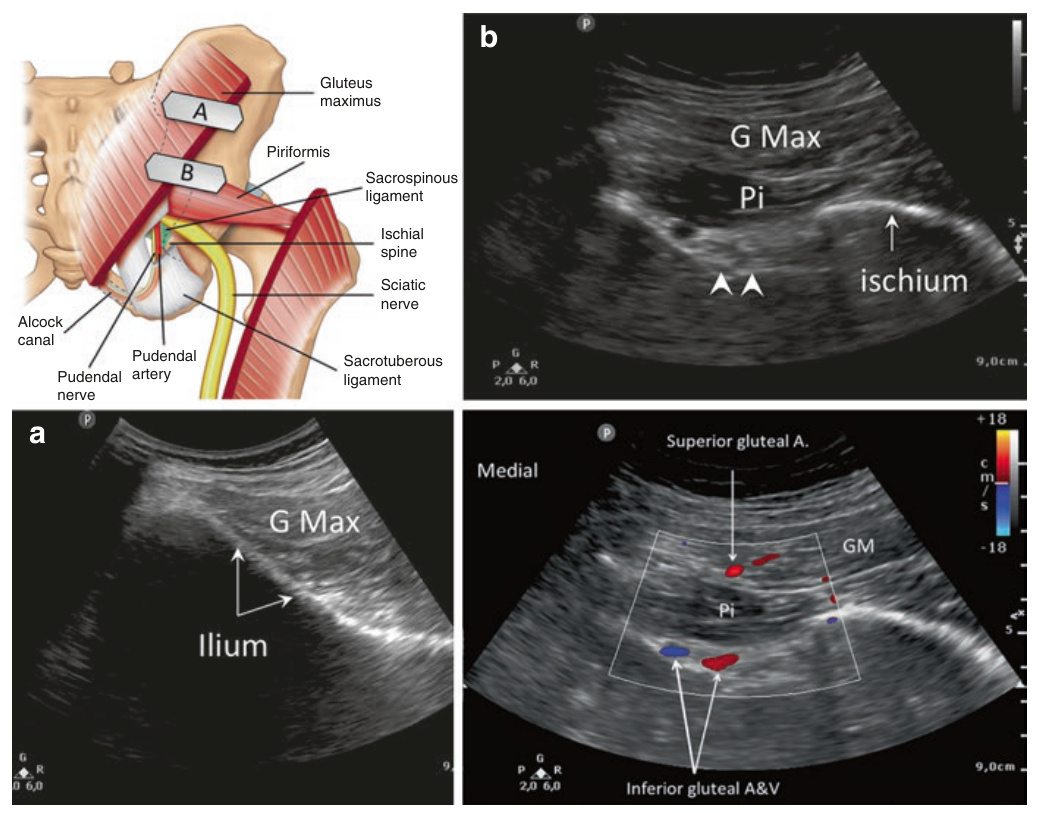 A
B
Gluteus
maximus
Piriformis
Sacrospinous
ligament
Ischial
spine
Sciatic
nerve
Sacrotuberous
ligament
Alcock
canal
Pudendal
nerve
Pudendal
artery
b
P
G Max
Pi
5
ischium
G
P R
2,0 6,0
9,0cm
a
P
G Max
Ilium
G
R
,0 6,0
9,
P
Superior gluteal A.
Medial
+18
c
m
/
s
-18
GM
Pi
5
G
P R
2,0 6,0
9,0cm
Inferior gluteal A&V